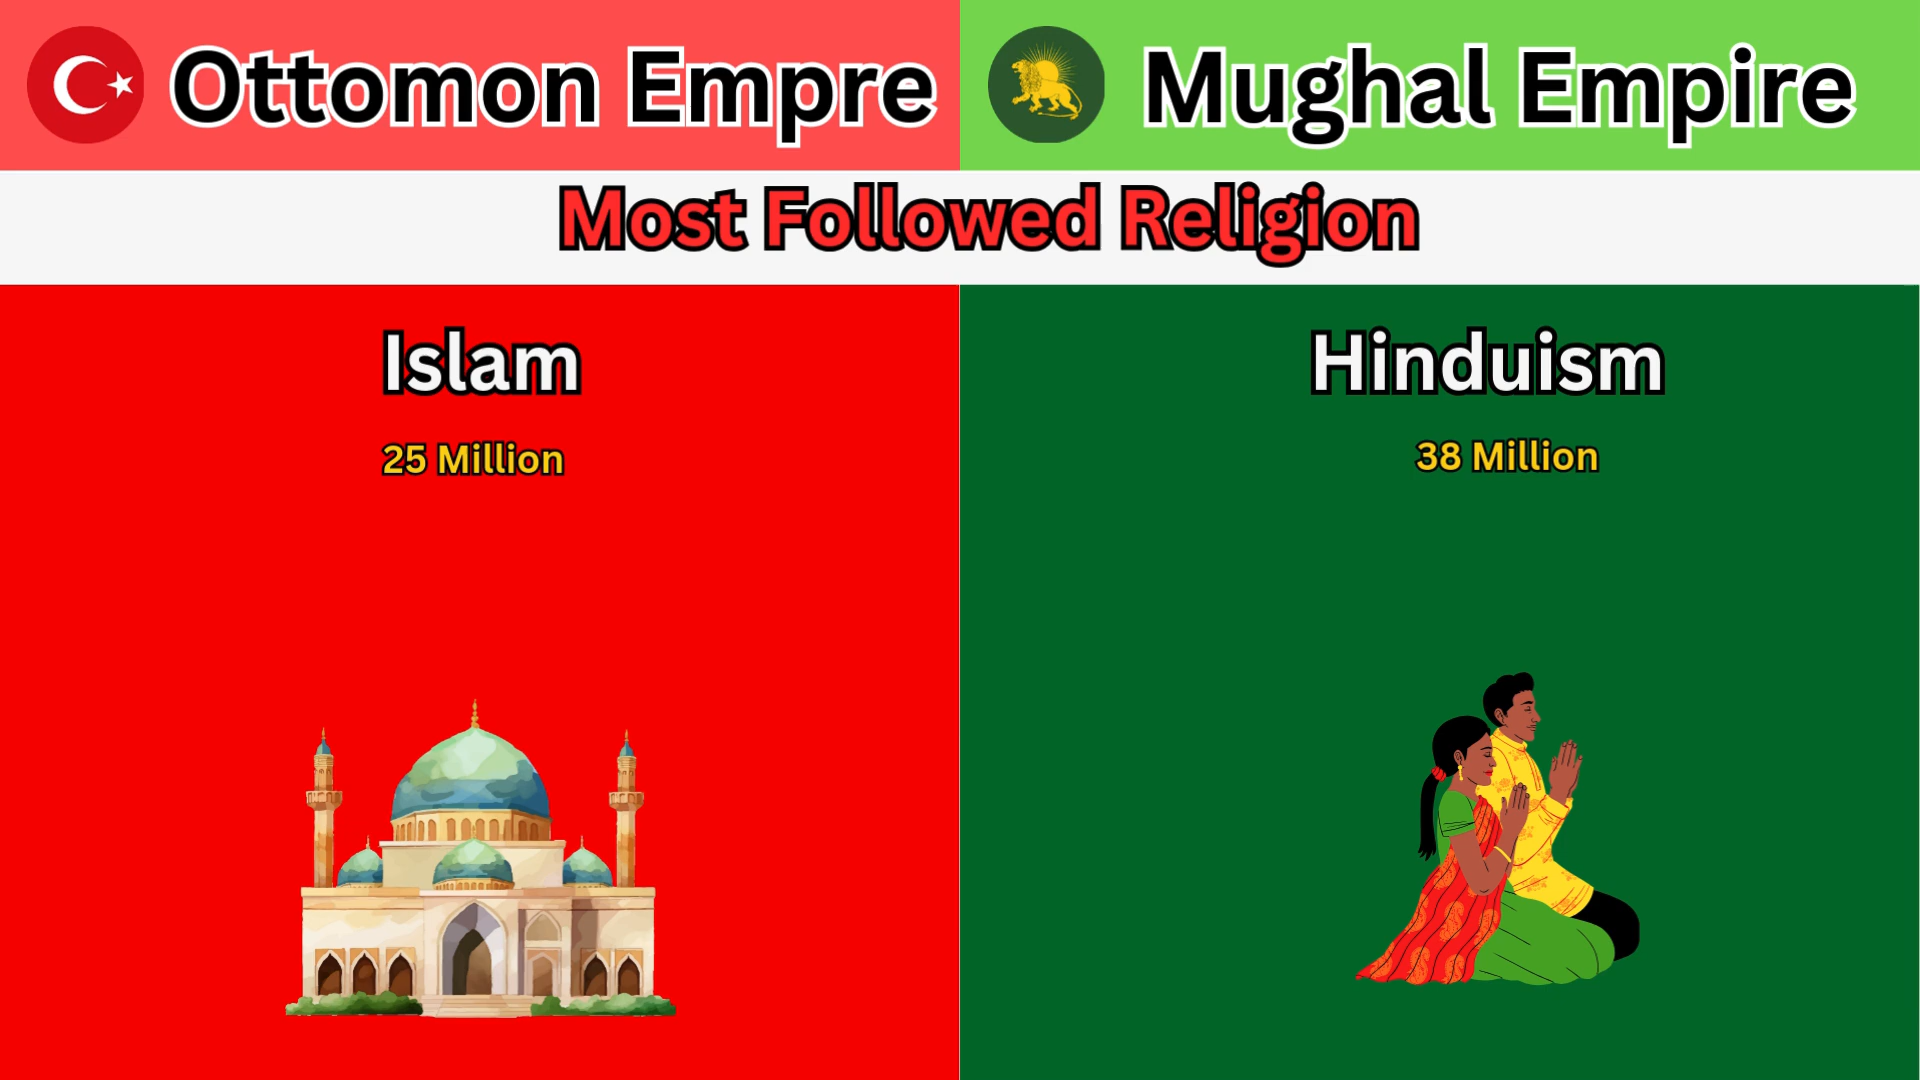 Ottomon Empre
Mughal Empire
Most Followed Religion
Islam
Hinduism
25 Million
38 Million